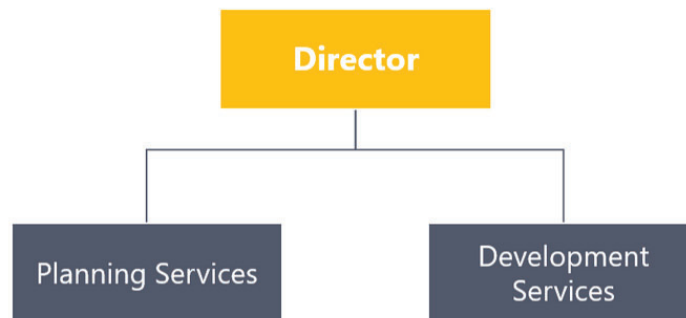 Director
Planning Services
Development
Services